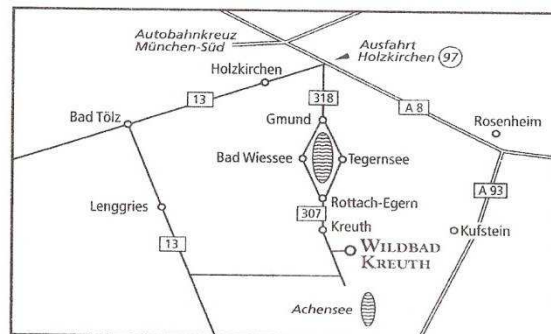 Autobahnkreuz
München-Süd
Ausfahrt
Holzkirchen 97
Holzkirchen
13
318
A 8
Gmund
Rosenheim
Bad Tölz
Bad Wiessee
Tegernsee
A 93
Lenggries
Rottach-Egern
307
Kreuth
Kufstein
13
WILDBAD
KREUTH
Achensee